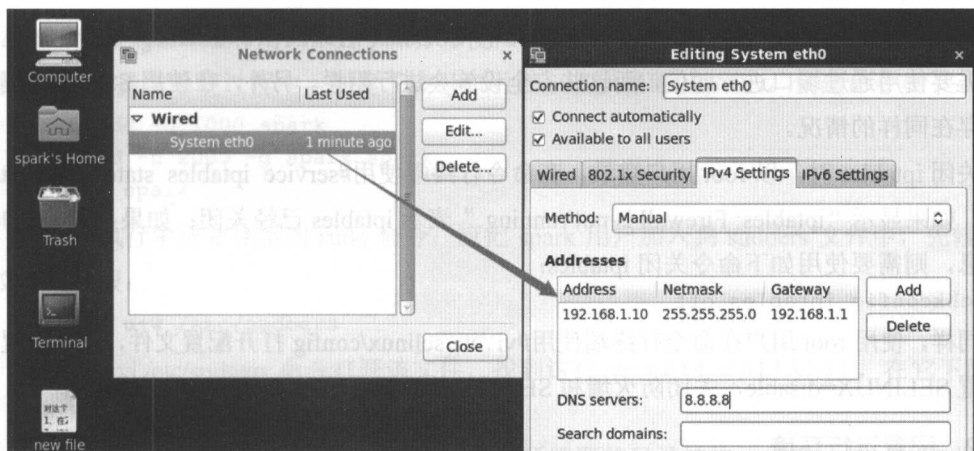 Computer
spark's Home
Trash
Terminal
new file
Network Connections
Name Last Used
Wired
System eth0 1 minute ago
Add
Edit...
Delete...
Close
Editing System eth0
Connection name: System eth0
Connect automatically
Available to all users
Wired 802.1x Security IPv4 Settings IPv6 Settings
Method: Manual
Addresses
Address Netmask Gateway
192.168.1.10 255.255.255.0 192.168.1.1
Add
Delete
DNS servers: 8.8.8.8
Search domains: